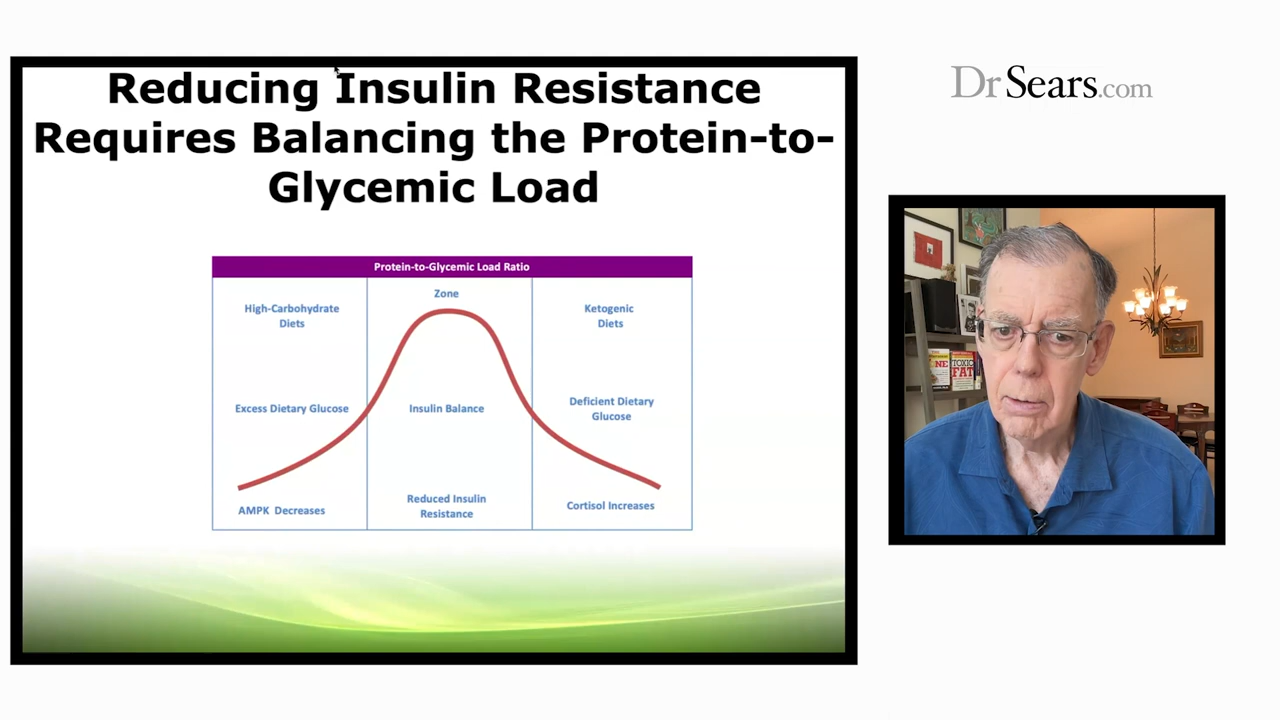 Reducing Insulin Resistance
Requires Balancing the Protein-to-
Glycemic Load
Protein-to-Glycemic Load Ratio
High-Carbohydrate
Diets
Zone
Ketogenic
Diets
Excess Dietary Glucose
Insulin Balance
Deficient Dietary
Glucose
AMPK Decreases
Reduced Insulin
Resistance
Cortisol Increases
DrSears.com
TOXIC
FAT